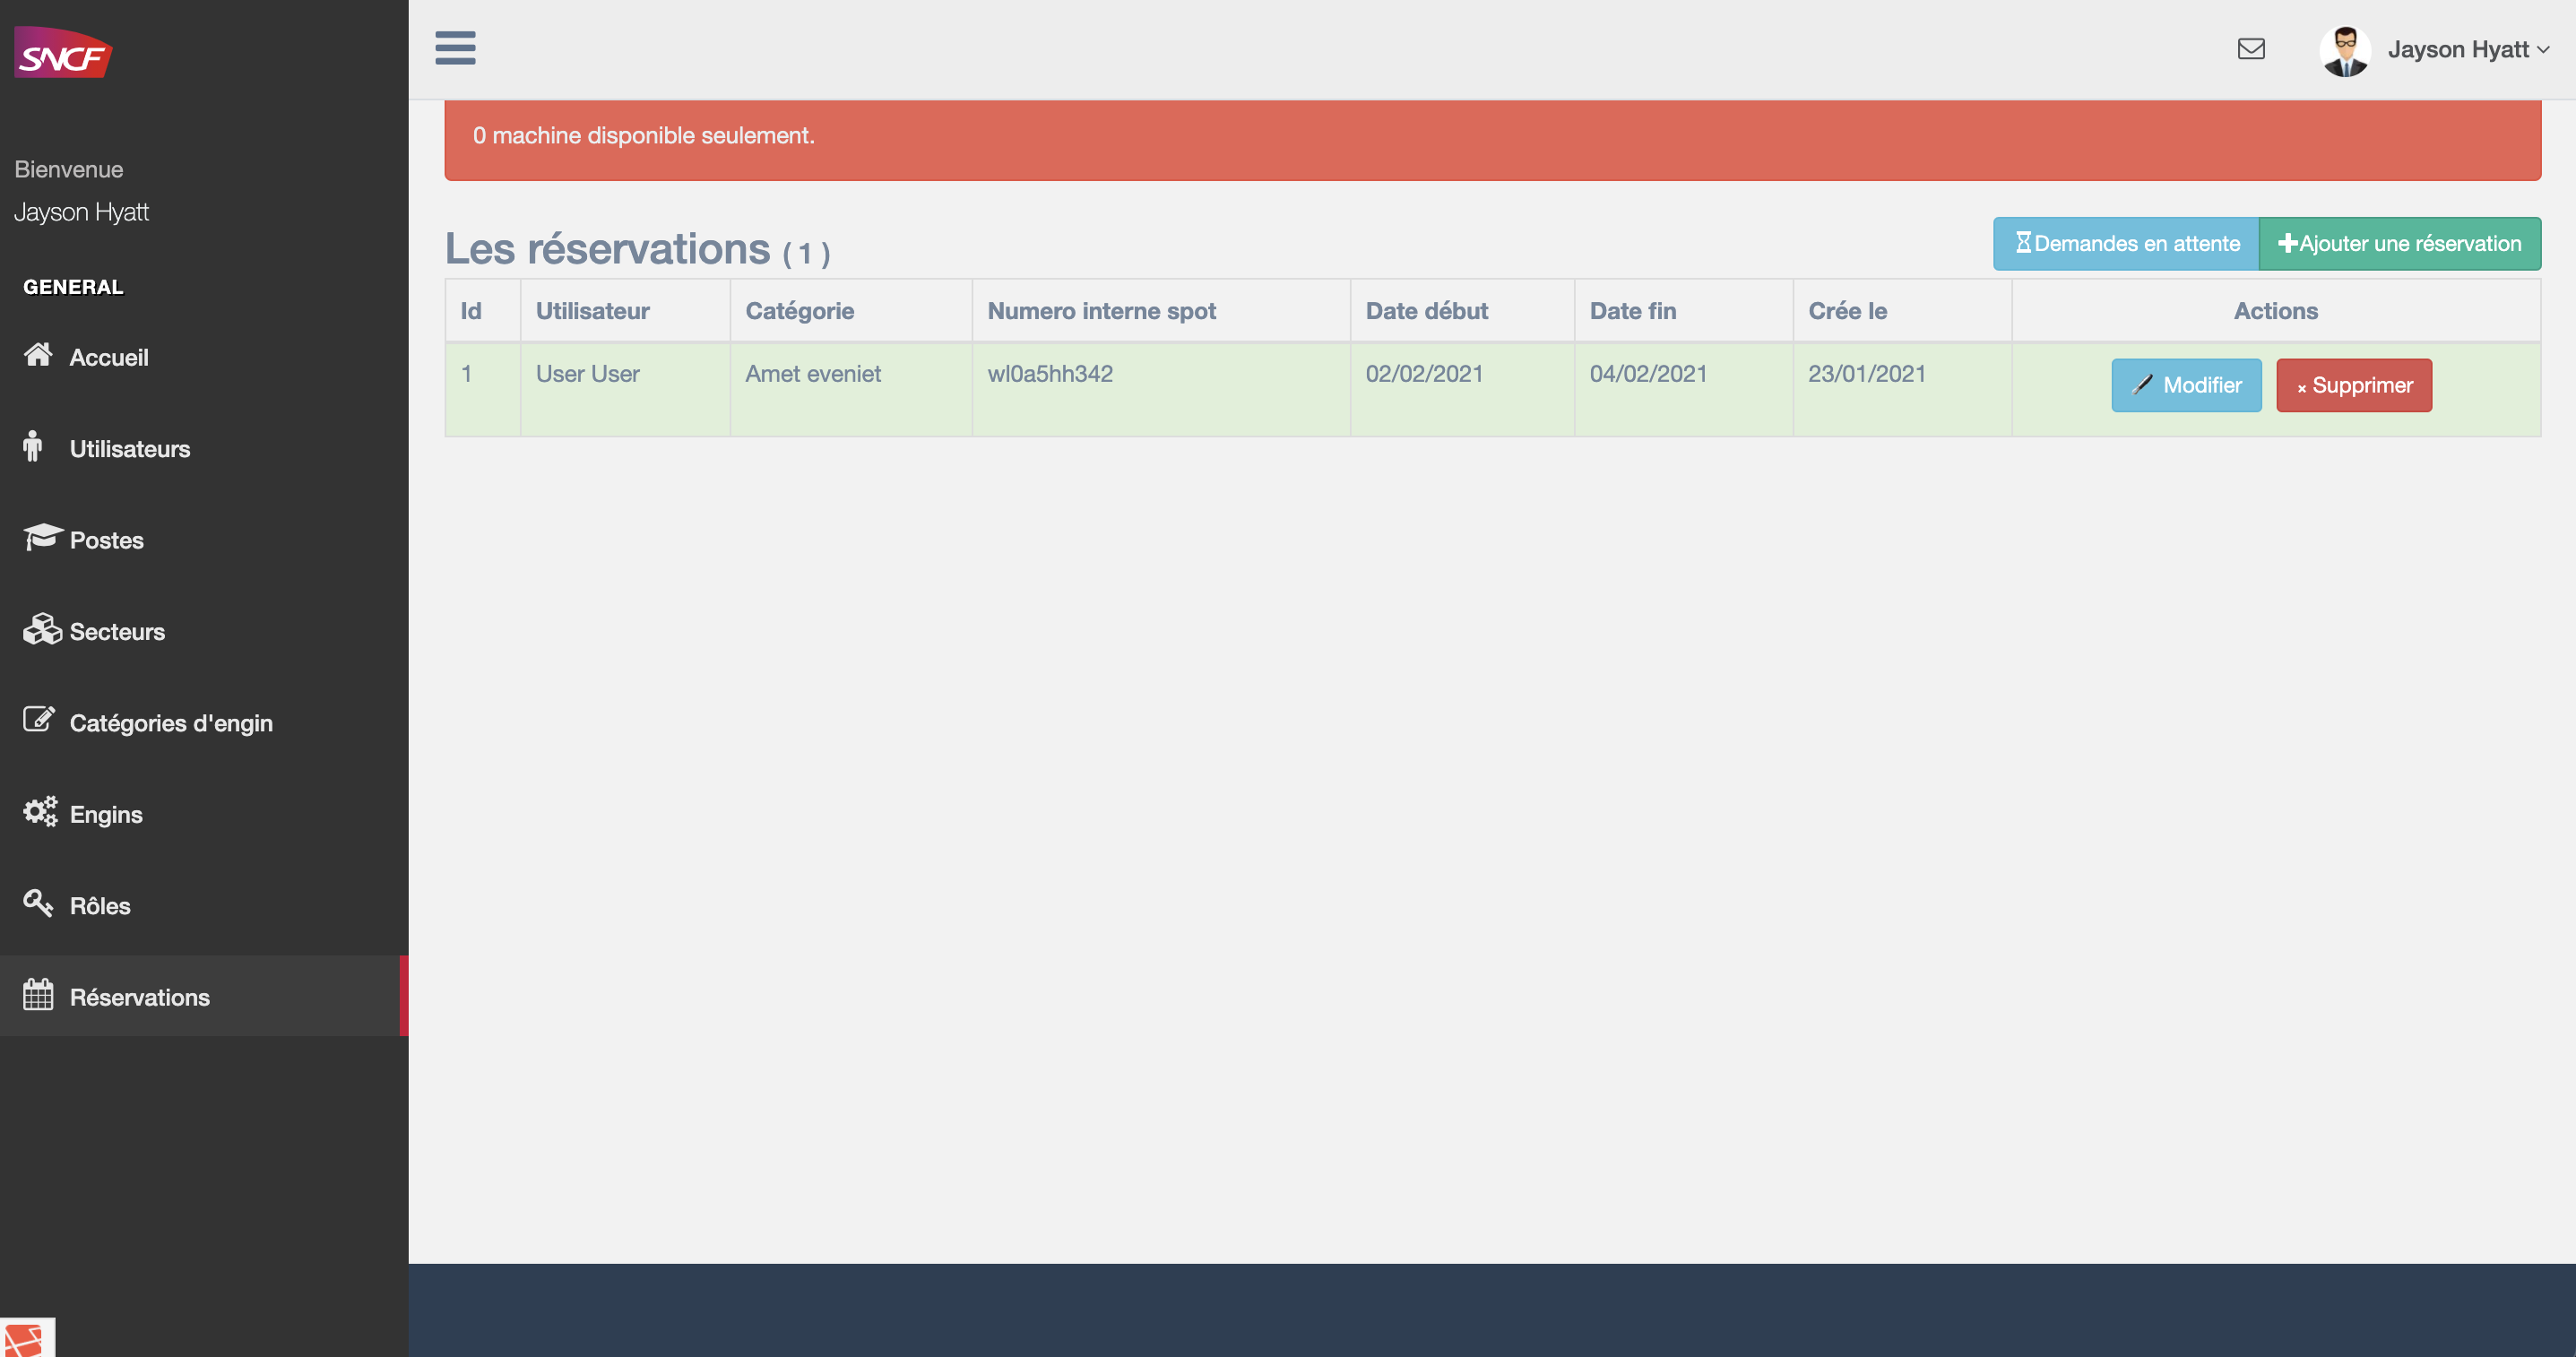 SNCF
Jayson Hyatt
Bienvenue
Jayson Hyatt
GENERAL
Accueil
Utilisateurs
Postes
Secteurs
Catégories d'engin
Engins
Rôles
Réservations
0 machine disponible seulement.
Les réservations ( 1 )
Demandes en attente
Ajouter une réservation
Id Utilisateur Catégorie Numero interne spot Date début Date fin Crée le Actions
1 User User Amet eveniet wl0a5hh342 02/02/2021 04/02/2021 23/01/2021 Modifier × Supprimer